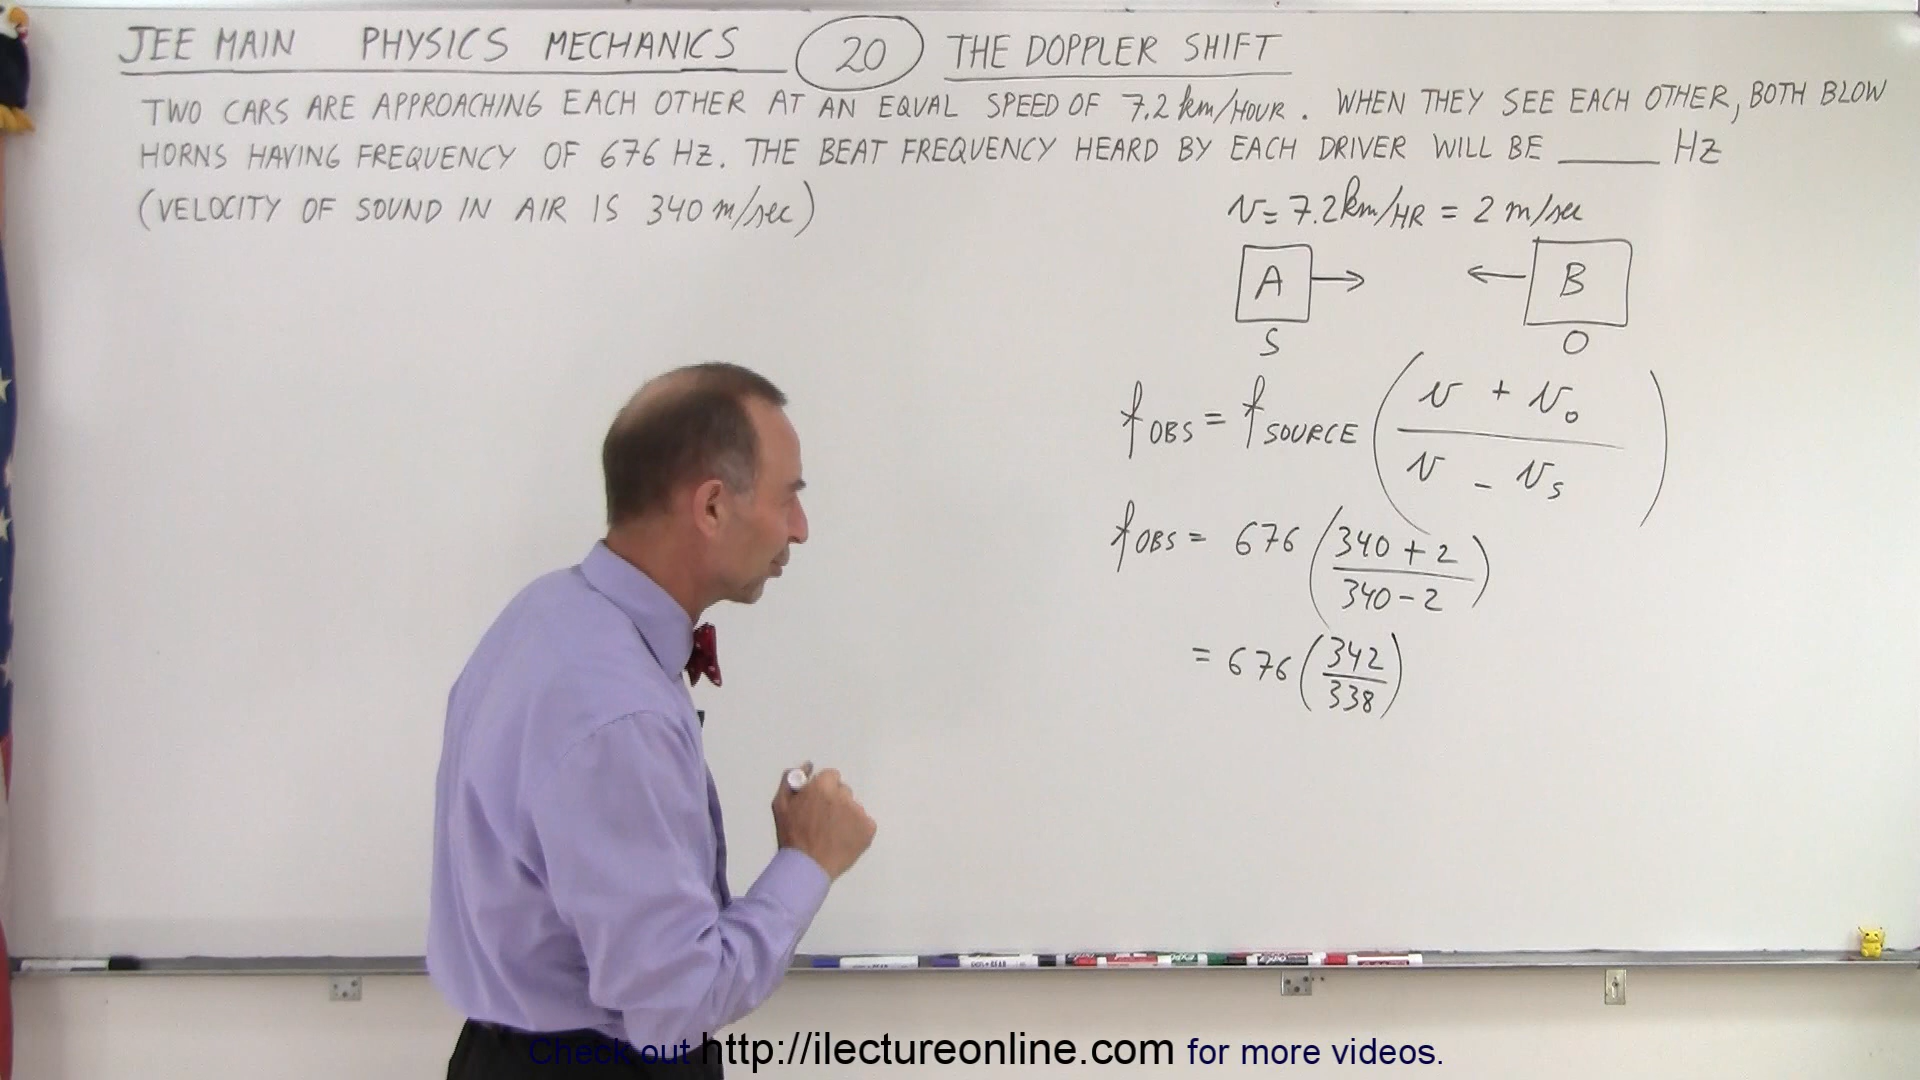 JEE MAIN PHYSICS MECHANICS 20 THE DOPPLER SHIFT
TWO CARS ARE APPROACHING EACH OTHER AT AN EQUAL SPEED OF 7.2 km/HOUR. WHEN THEY SEE EACH OTHER, BOTH BLOW
HORNS HAVING FREQUENCY OF 676 HZ. THE BEAT FREQUENCY HEARD BY EACH DRIVER WILL BE _____ HZ
(VELOCITY OF SOUND IN AIR IS 340 m/sec)
v = 7.2 km/HR = 2 m/sec
A → ← B
S O
f OBS = f SOURCE ( (v + v₀) / (v - vₛ) )
f OBS = 676 ( (340 + 2) / (340 - 2) )
= 676 ( 342 / 338 )
Check out http://ilectureonline.com for more videos.